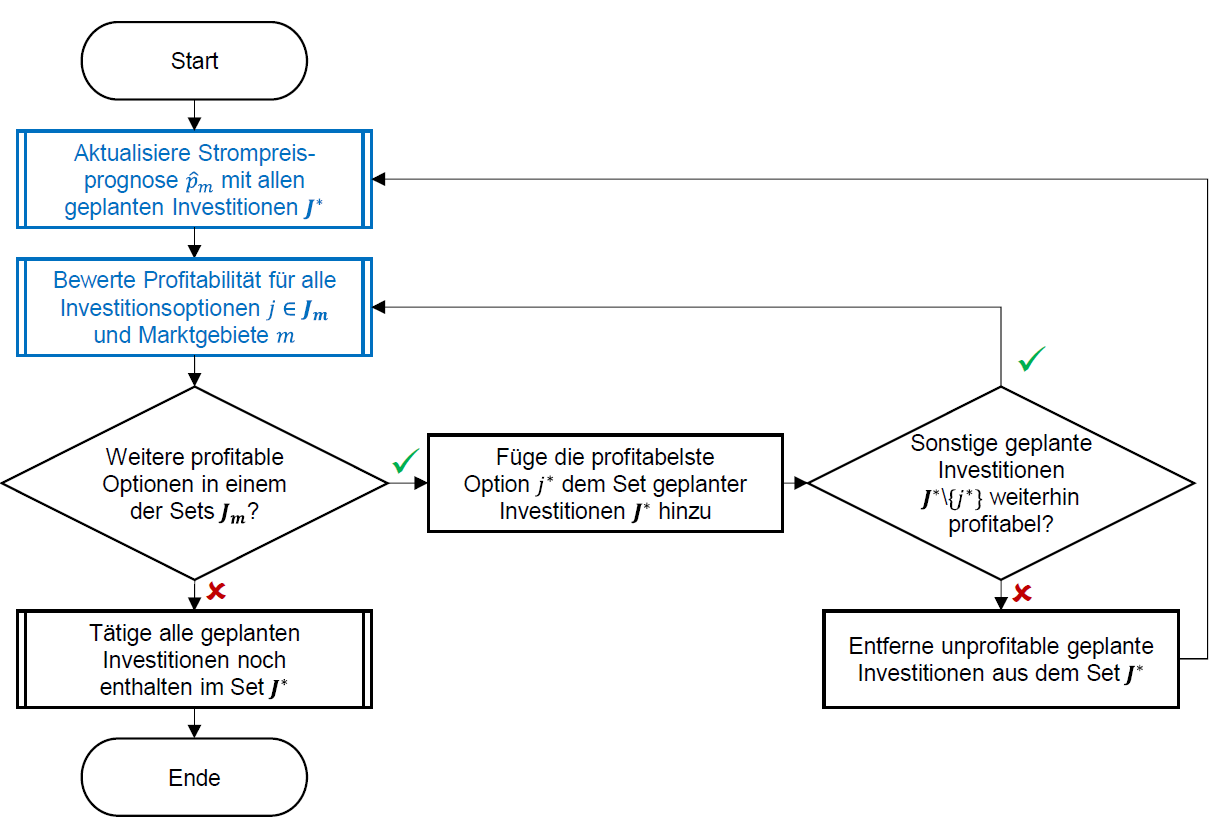 Start
Aktualisiere Strompreis-
prognose p̂ₘ mit allen
geplanten Investitionen J*
Bewerte Profitabilität für alle
Investitionsoptionen j ∈ Jₘ
und Marktgebiete m
Weitere profitable
Optionen in einem
der Sets Jₘ?
Füge die profitabelste
Option j* dem Set geplanter
Investitionen J* hinzu
Sonstige geplante
Investitionen
J*\{j*} weiterhin
profitabel?
Tätige alle geplanten
Investitionen noch
enthalten im Set J*
Entferne unprofitable geplante
Investitionen aus dem Set J*
Ende